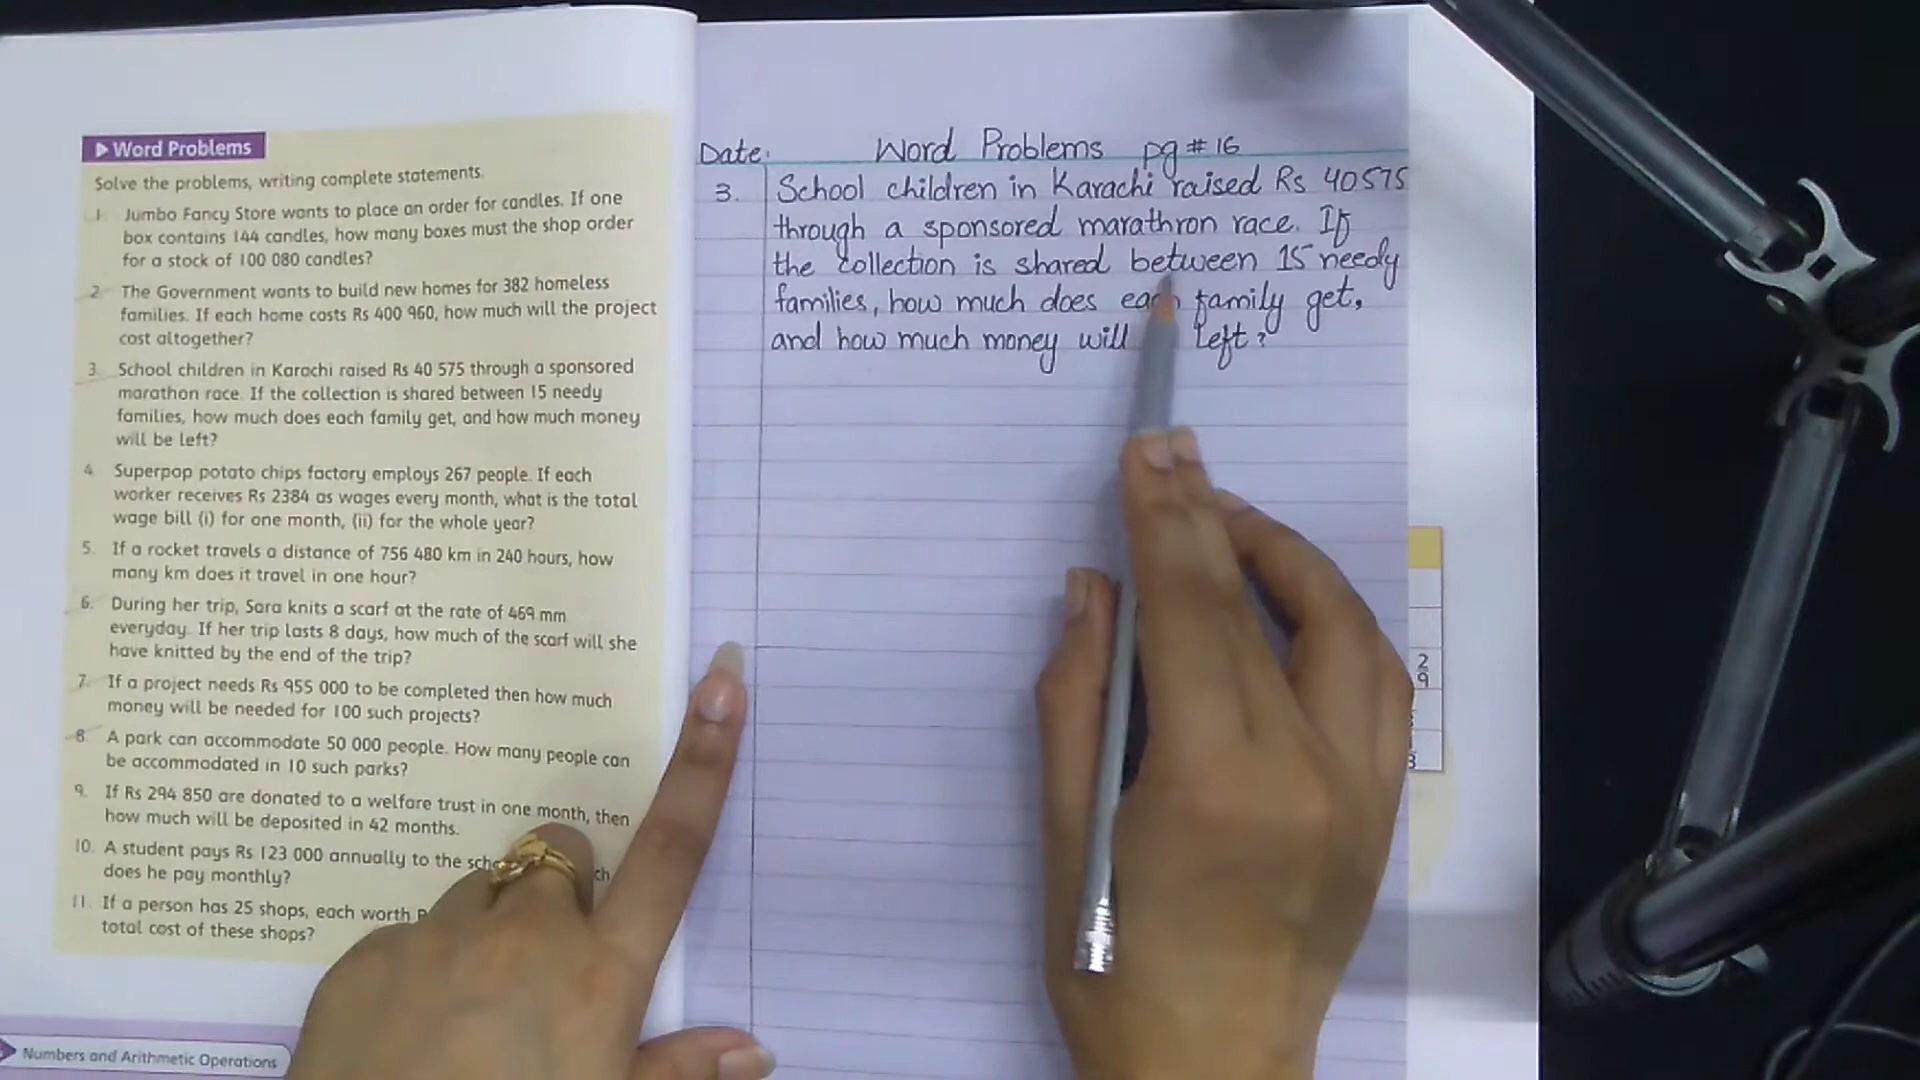 Word Problems
Solve the problems, writing complete statements.
1. Jumbo Fancy Store wants to place an order for candles. If one
box contains 144 candles, how many boxes must the shop order
for a stock of 100 080 candles?
2. The Government wants to build new homes for 382 homeless
families. If each home costs Rs 400 960, how much will the project
cost altogether?
3. School children in Karachi raised Rs 40 575 through a sponsored
marathon race. If the collection is shared between 15 needy
families, how much does each family get, and how much money
will be left?
4 Superpop potato chips factory employs 267 people. If each
worker receives Rs 2384 as wages every month, what is the total
wage bill (i) for one month, (ii) for the whole year?
5. If a rocket travels a distance of 756 480 km in 240 hours, how
many km does it travel in one hour?
6. During her trip, Sara knits a scarf at the rate of 469 mm
everyday. If her trip lasts 8 days, how much of the scarf will she
have knitted by the end of the trip?
7. If a project needs Rs 955 000 to be completed then how much
money will be needed for 100 such projects?
8. A park can accommodate 50 000 people. How many people can
be accommodated in 10 such parks?
9. If Rs 294 850 are donated to a welfare trust in one month, then
how much will be deposited in 42 months.
10. A student pays Rs 123 000 annually to the sch ch
does he pay monthly?
11. If a person has 25 shops, each worth
total cost of these shops?
Numbers and Arithmetic Operations
Date: Word Problems pg # 16
3. School children in Karachi raised Rs 40575
through a sponsored marathron race. If
the collection is shared between 15 needy
families, how much does each family get,
and how much money will left?
2
9
3